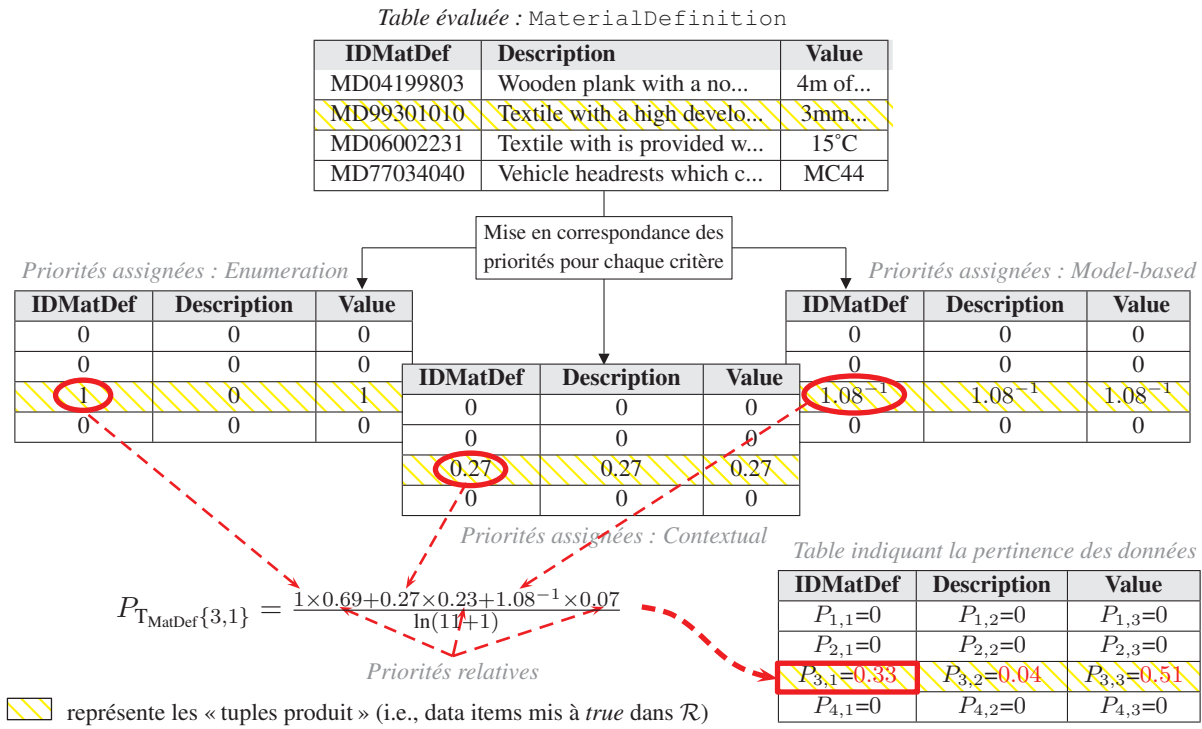 Table évaluée : MaterialDefinition
IDMatDef Description Value
MD04199803 Wooden plank with a no... 4m of...
MD99301010 Textile with a high develo... 3mm...
MD06002231 Textile with is provided w... 15°C
MD77034040 Vehicle headrests which c... MC44
Mise en correspondance des
priorités pour chaque critère
Priorités assignées : Enumeration
IDMatDef Description Value
0 0 0
0 0 0
1 0 1
0 0 0
IDMatDef Description Value
0 0 0
0 0 0
0.27 0.27 0.27
0 0 0
Priorités assignées : Contextual
Priorités assignées : Model-based
IDMatDef Description Value
0 0 0
0 0 0
1.08⁻¹ 1.08⁻¹ 1.08⁻¹
0 0 0
P_{T_{MatDef}{3,1}} = 1×0.69+0.27×0.23+1.08⁻¹×0.07
ln(11+1)
Priorités relatives
Table indiquant la pertinence des données
IDMatDef Description Value
P1,1=0 P1,2=0 P1,3=0
P2,1=0 P2,2=0 P2,3=0
P3,1=0.33 P3,2=0.04 P3,3=0.51
P4,1=0 P4,2=0 P4,3=0
représente les « tuples produit » (i.e., data items mis à true dans R)